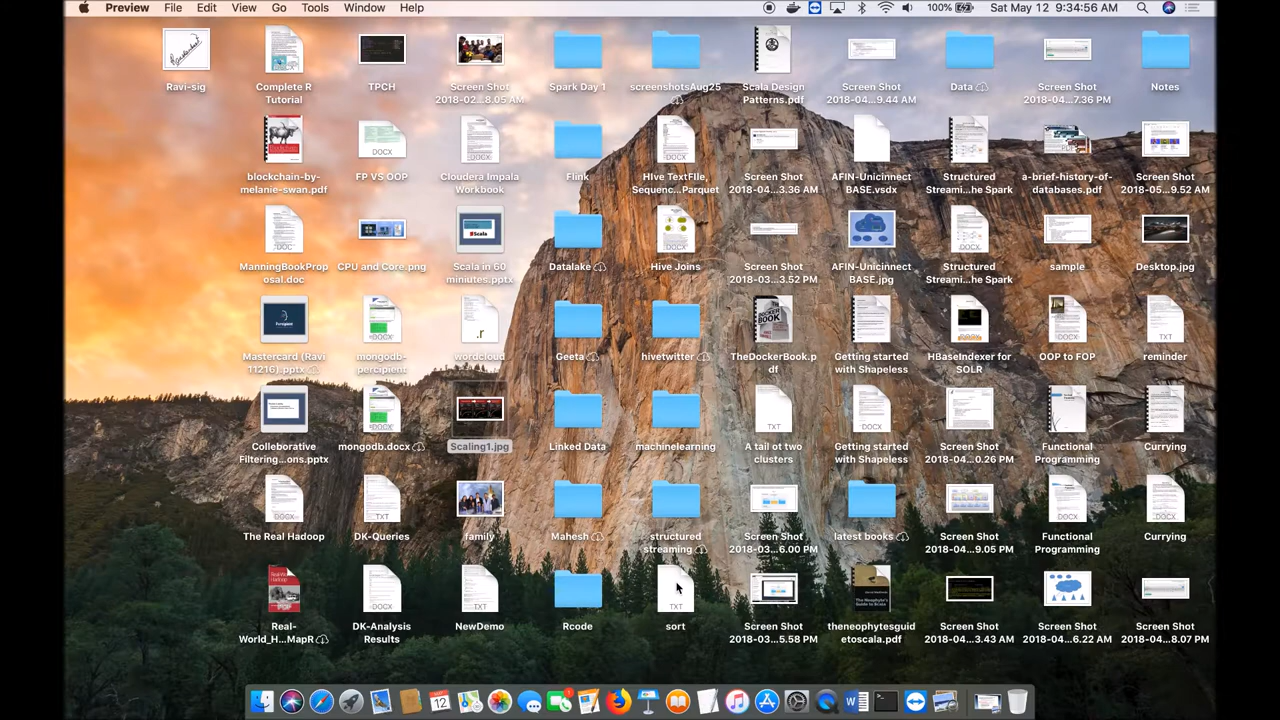 Preview File Edit View Go Tools Window Help 100% Sat May 12 9:34:56 AM
Ravi-sig
Complete R
Tutorial
TPCH
Screen Shot
2018-02...8.05 AM
Spark Day 1
screenshotsAug25
Scala Design
Patterns.pdf
Screen Shot
2018-04...9.44 AM
Data
Screen Shot
2018-04....7.36 PM
Notes
blockchain-by-
melanie-swan.pdf
FP VS OOP
Cloudera Impala
Workbook
Flink
Hive TextFIle,
Sequenc...Parquet
Screen Shot
2018-04...3.36 AM
AFIN-Unicinnect
BASE.vsdx
Structured
Streami...he Spark
a-brief-history-of-
databases.pdf
Screen Shot
2018-05...9.52 AM
ManningBookProp
osal.doc
CPU and Core.png
Scala in 60
miniutes.pptx
Datalake
Hive Joins
Screen Shot
2018-03...3.52 PM
AFIN-Unicinnect
BASE.jpg
Structured
Streami...he Spark
sample
Desktop.jpg
Mastercard (Ravi
11216).pptx
mongodb-
percipient
wordcloud
Geeta
hivetwitter
TheDockerBook.p
df
Getting started
with Shapeless
HBaseIndexer for
SOLR
OOP to FOP
reminder
Collaborative
Filtering...ons.pptx
mongodb.docx
Scaling1.jpg
Linked Data
machinelearning
A tail ot two
clusters
Getting started
with Shapeless
Screen Shot
2018-04...0.26 PM
Functional
Programming
Currying
The Real Hadoop
DK-Queries
family
Mahesh
structured
streaming
Screen Shot
2018-03...6.00 PM
latest books
Screen Shot
2018-04...9.05 PM
Functional
Programming
Currying
Real-
World_H...MapR
DK-Analysis
Results
NewDemo
Rcode
sort
Screen Shot
2018-03...5.58 PM
theneophytesguid
etoscala.pdf
Screen Shot
2018-04...3.43 AM
Screen Shot
2018-04...6.22 AM
Screen Shot
2018-04...8.07 PM